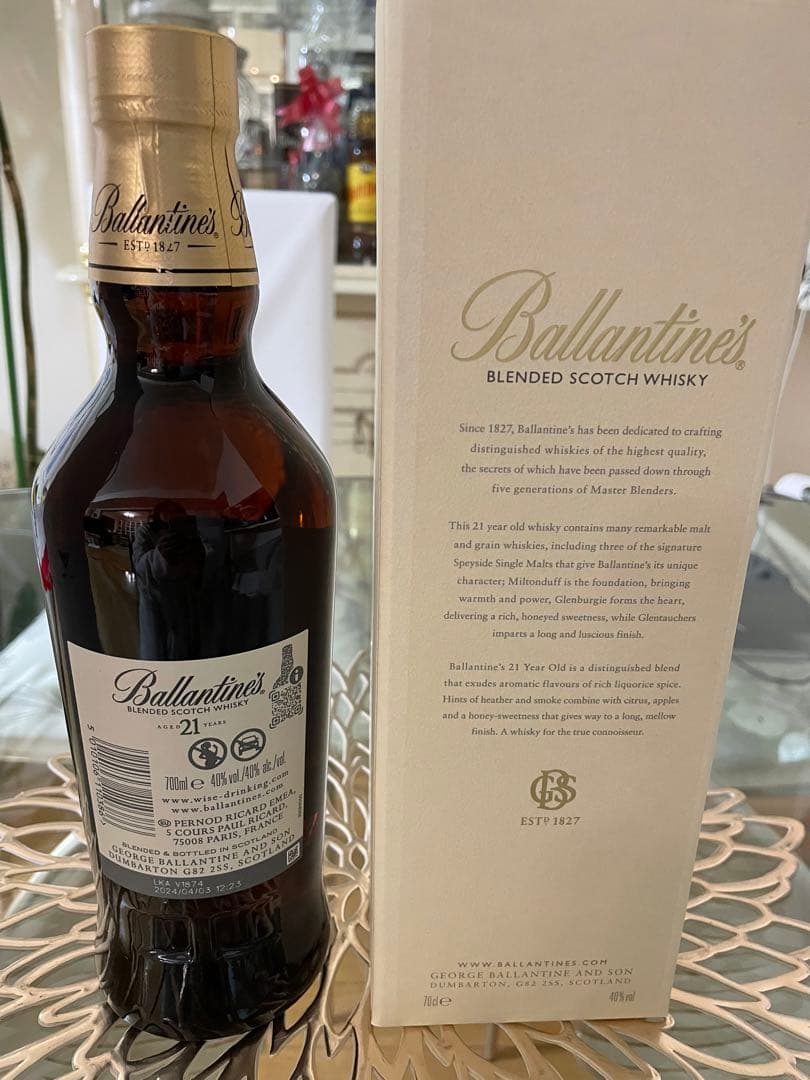 Ballantine's
ESTD 1827
Ballantine's
BLENDED SCOTCH WHISKY
AGED 21 YEARS
700ml e 40% vol./40% alc./vol.
www.wise-drinking.com
www.ballantines.com
EU PERNOD RICARD EMEA,
5 COURS PAUL RICARD,
75008 PARIS, FRANCE
BLENDED & BOTTLED IN SCOTLAND
GEORGE BALLANTINE AND SON
DUMBARTON G82 2SS, SCOTLAND
LKA V1874
2024/04/03 12:23
Ballantine's®
BLENDED SCOTCH WHISKY
Since 1827, Ballantine's has been dedicated to crafting
distinguished whiskies of the highest quality,
the secrets of which have been passed down through
five generations of Master Blenders.
This 21 year old whisky contains many remarkable malt
and grain whiskies, including three of the signature
Speyside Single Malts that give Ballantine's its unique
character; Miltonduff is the foundation, bringing
warmth and power, Glenburgie forms the heart,
delivering a rich, honeyed sweetness, while Glentauchers
imparts a long and luscious finish.
Ballantine's 21 Year Old is a distinguished blend
that exudes aromatic flavours of rich liquorice spice.
Hints of heather and smoke combine with citrus, apples
and a honey-sweetness that gives way to a long, mellow
finish. A whisky for the true connoisseur.
GBS
ESTD 1827
WWW.BALLANTINES.COM
GEORGE BALLANTINE AND SON
DUMBARTON, G82 2SS, SCOTLAND
70cl e 40%vol